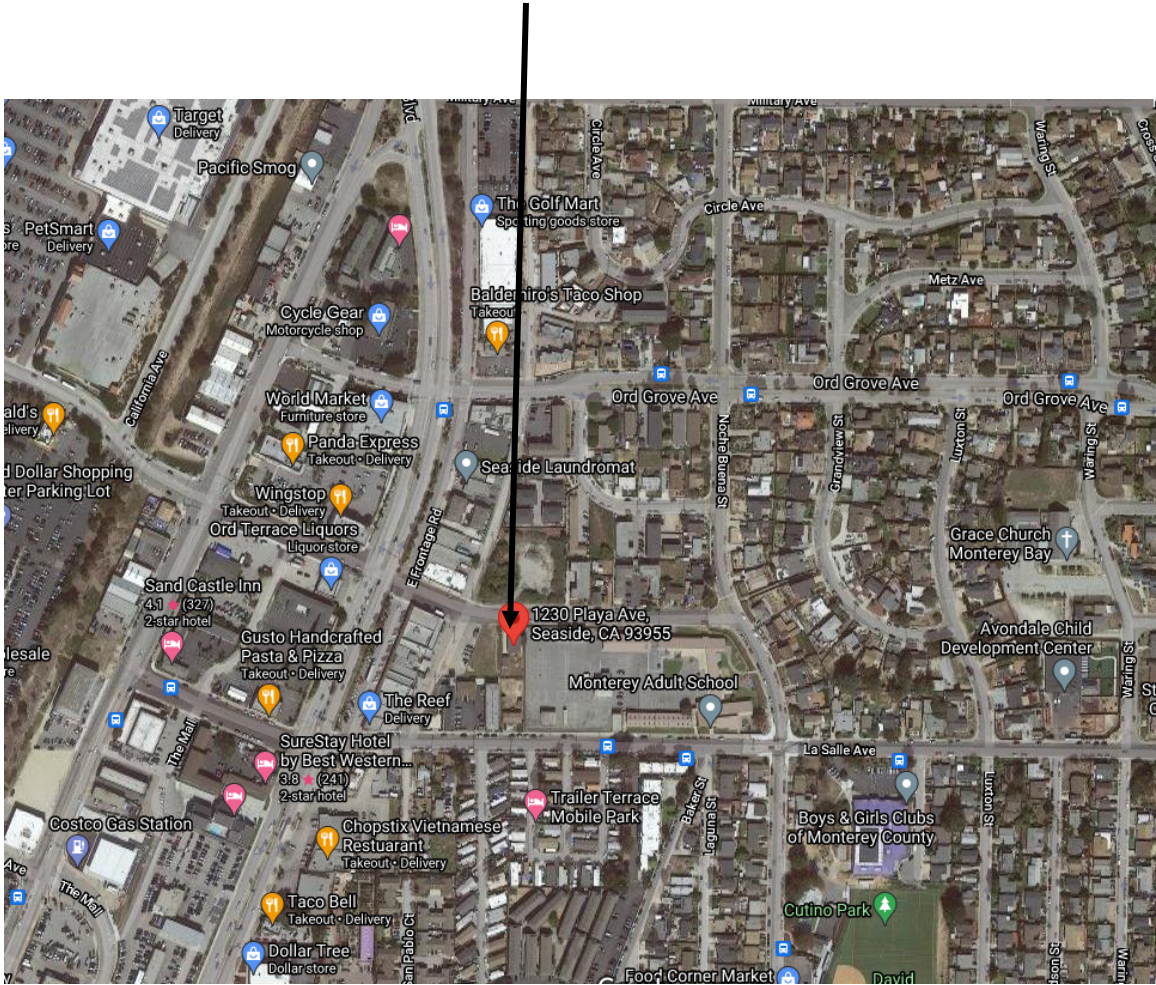 Military Ave
Military Ave
Blvd
Target
Delivery
Circle Ave
Waring St
Pacific Smog
The Golf Mart
Sporting goods store
Circle Ave
PetSmart
Delivery
Metz Ave
Baldemiro's Taco Shop
Takeout
Cycle Gear
Motorcycle shop
California Ave
Ord Grove Ave
Ord Grove Ave
Ord Grove Ave
World Market
Furniture store
Panda Express
Takeout • Delivery
Noche Buena St
Grandview St
Luxton St
Waring St
Seaside Laundromat
d Dollar Shopping
ter Parking Lot
Wingstop
Takeout • Delivery
Ord Terrace Liquors
Liquor store
E Frontage Rd
Grace Church
Monterey Bay
Sand Castle Inn
4.1 ★ (327)
2-star hotel
1230 Playa Ave,
Seaside, CA 93955
Gusto Handcrafted
Pasta & Pizza
Takeout • Delivery
Avondale Child
Development Center
Waring St
Monterey Adult School
The Reef
Delivery
The Mall
La Salle Ave
SureStay Hotel
by Best Western...
3.8 ★ (241)
2-star hotel
Trailer Terrace
Mobile Park
Baker St
Laguna St
Luxton St
Boys & Girls Clubs
of Monterey County
Costco Gas Station
Chopstix Vietnamese
Restuarant
Takeout • Delivery
Ave
The Mall
Taco Bell
Takeout • Delivery
Cutino Park
San Pablo Ct
Dollar Tree
Dollar store
Food Corner Market
David